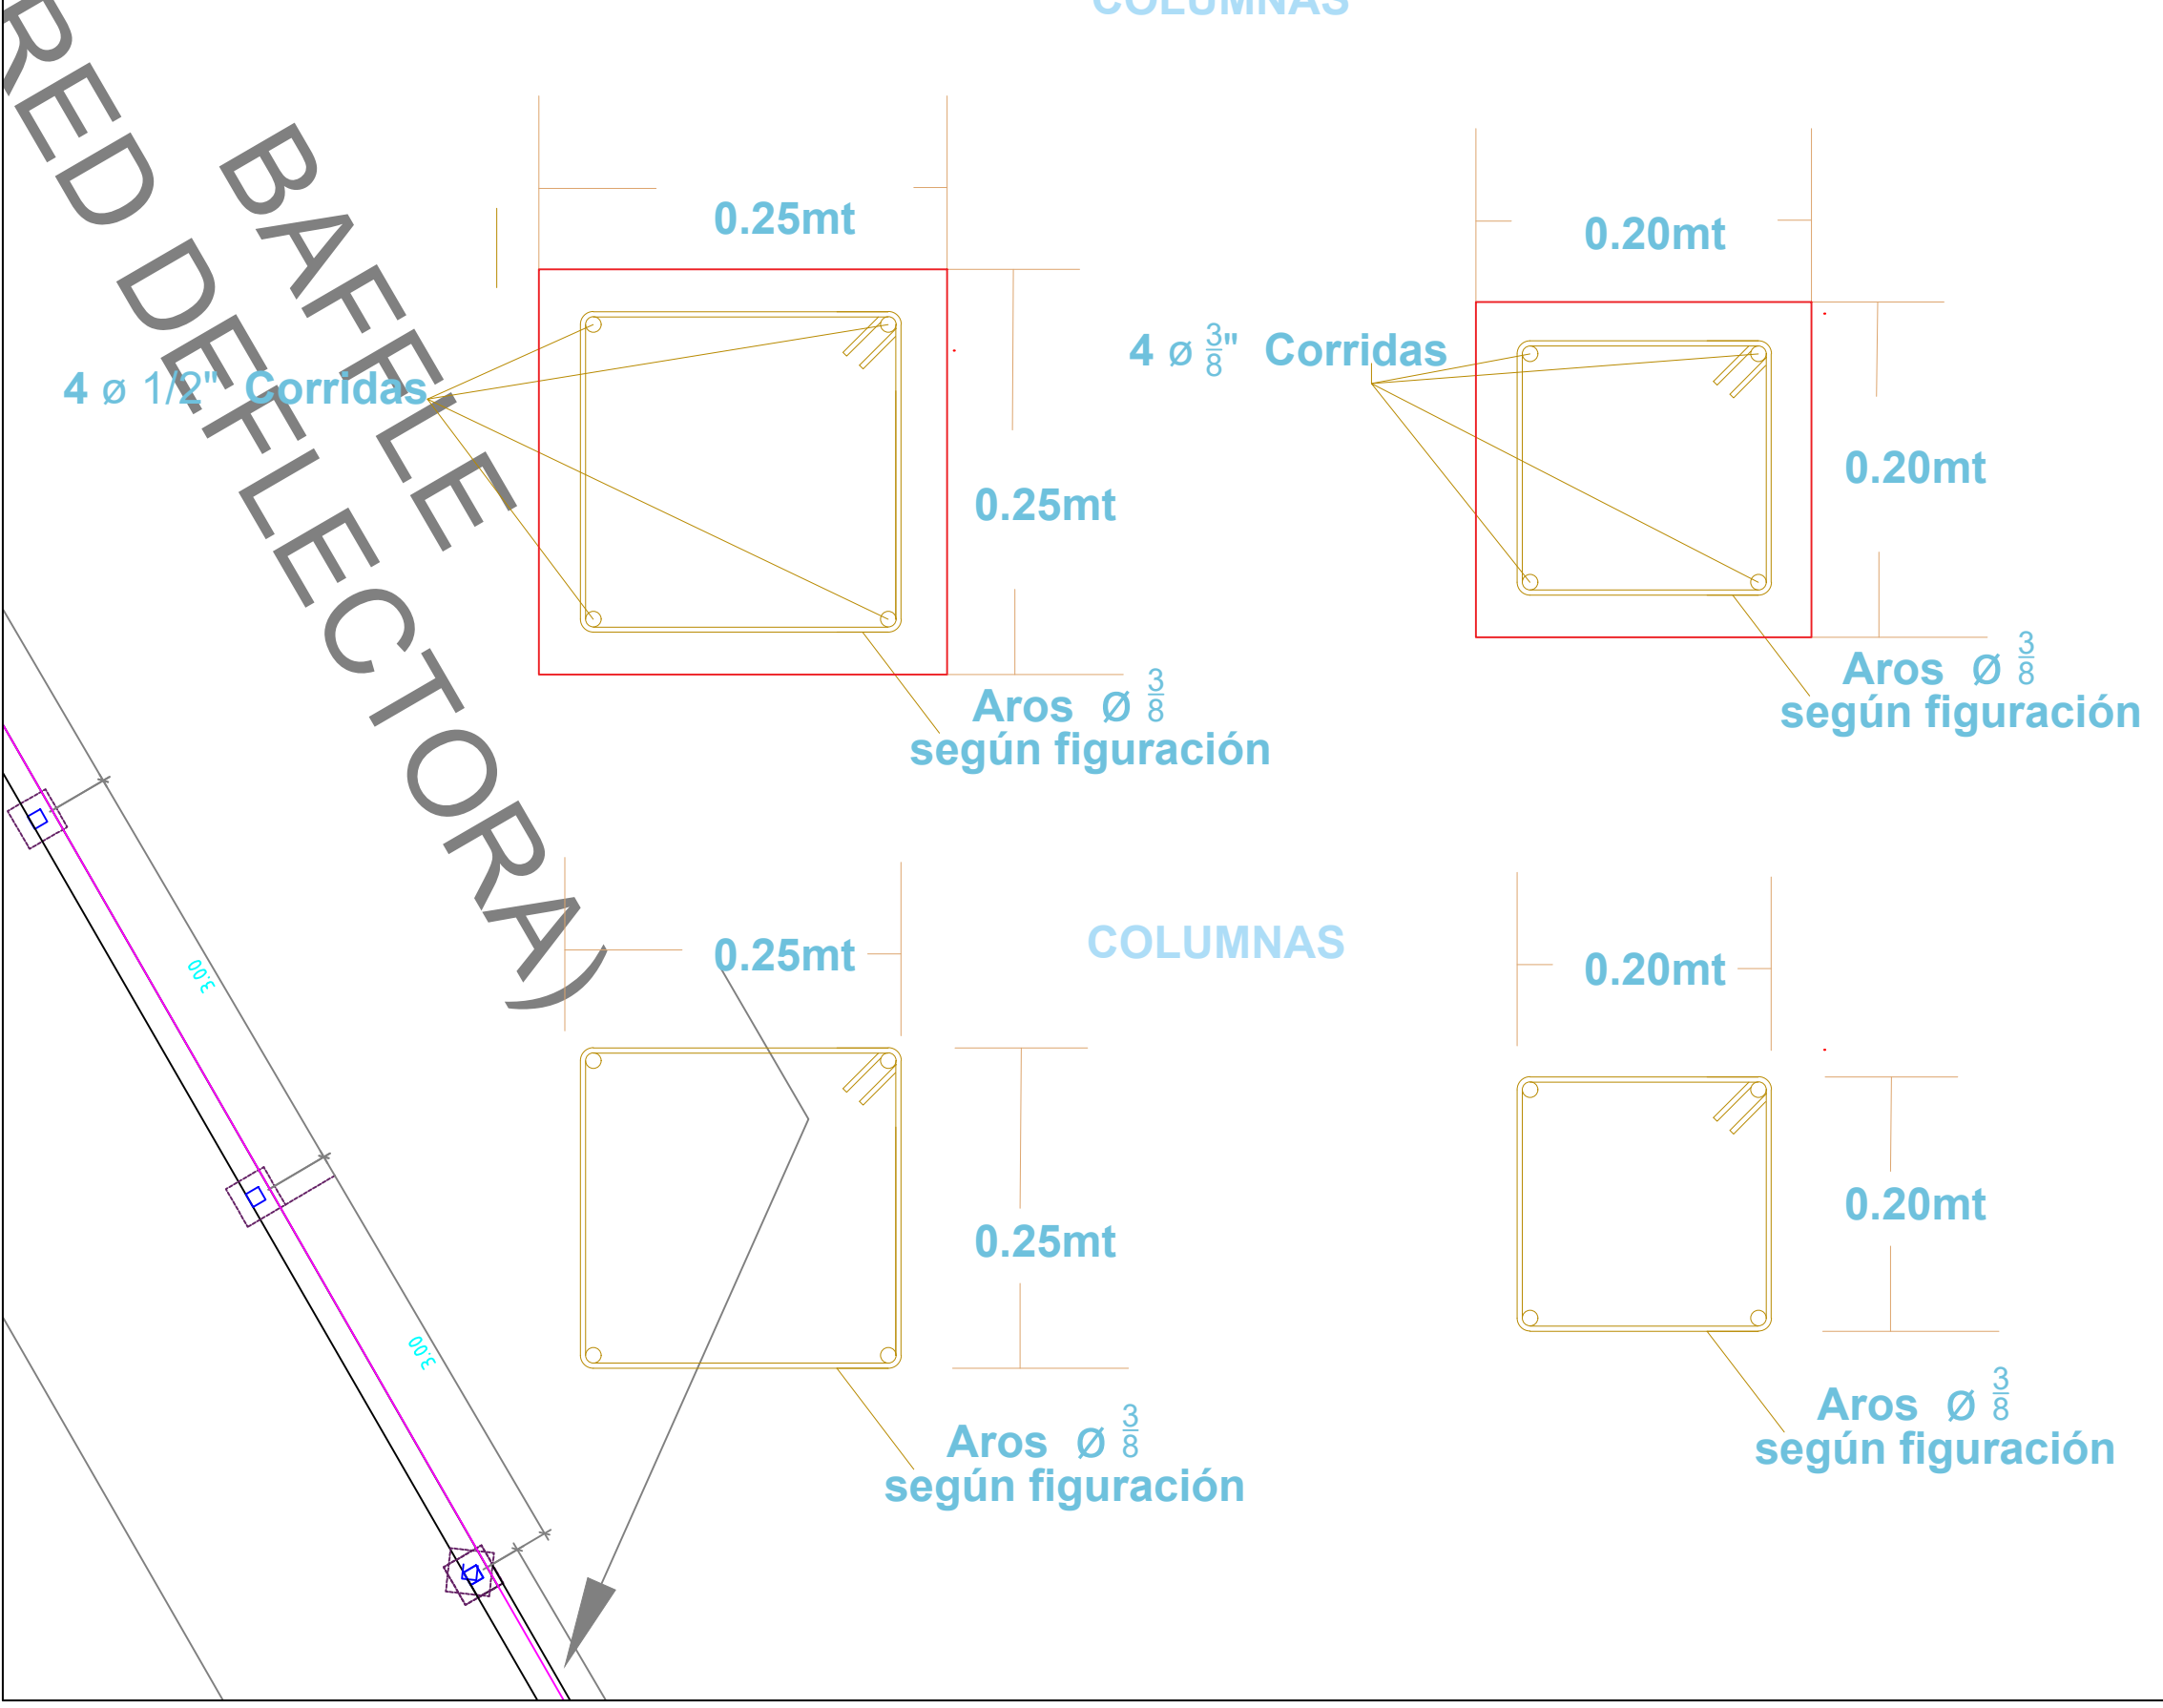 COLUMNAS
BAFFLE
RED DEFLECTORA)
0.25mt
0.20mt
4 ø 1/2" Corridas
4 ø 3/8" Corridas
0.25mt
0.20mt
Aros Ø 3/8
según figuración
Aros Ø 3/8
según figuración
COLUMNAS
0.25mt
0.20mt
3.00
0.25mt
0.20mt
3.00
Aros Ø 3/8
según figuración
Aros Ø 3/8
según figuración